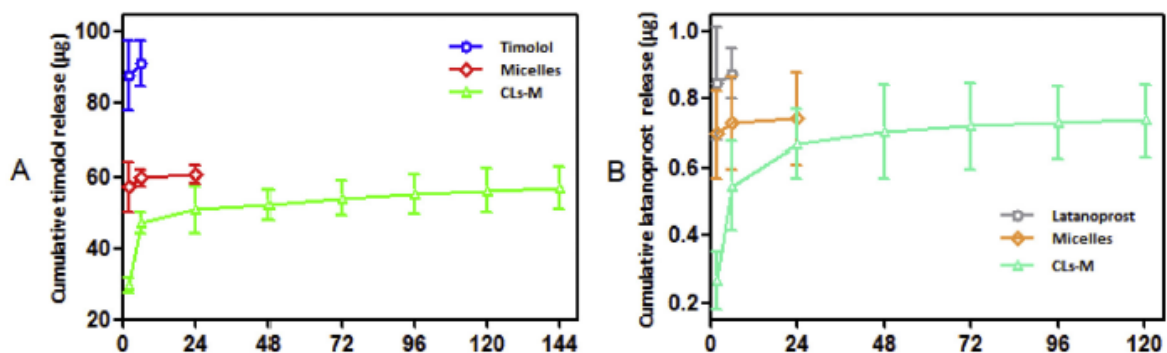 A
Cumulative timolol release (µg)
100
80
60
40
20
0 24 48 72 96 120 144
Timolol
Micelles
CLs-M
B
Cumulative latanoprost release (µg)
1.0
0.8
0.6
0.4
0.2
0 24 48 72 96 120
Latanoprost
Micelles
CLs-M